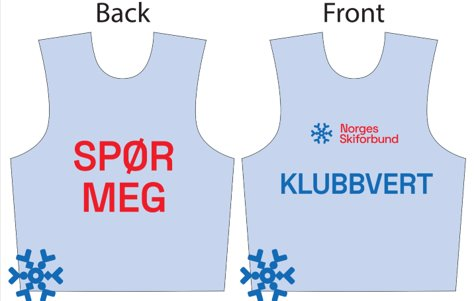 Back
SPØR
MEG
Front
Norges
Skiforbund
KLUBBVERT